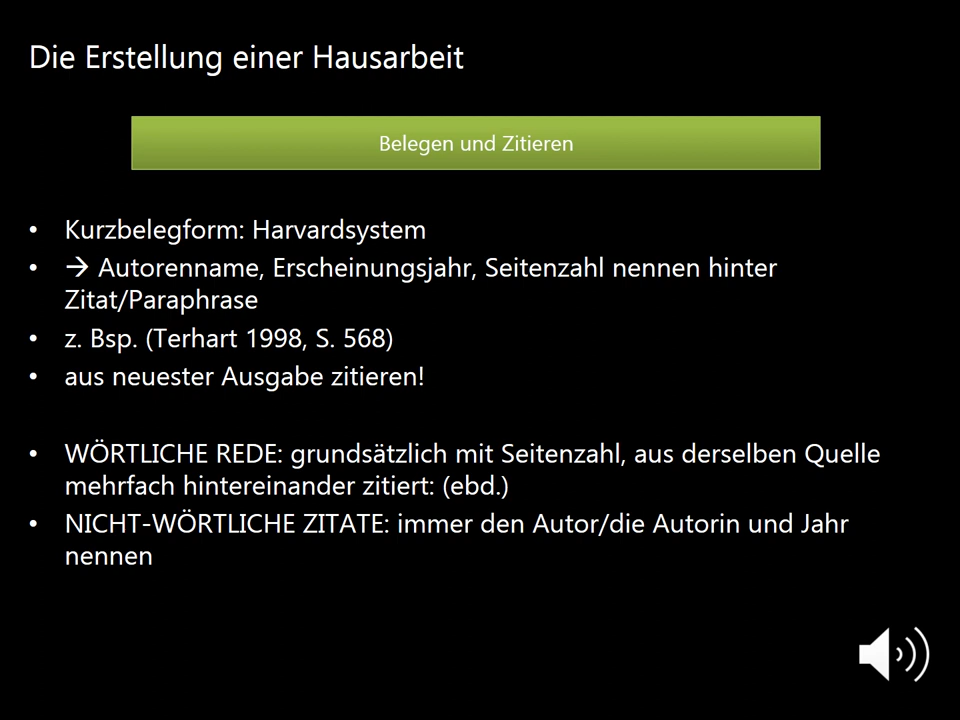 Die Erstellung einer Hausarbeit
Belegen und Zitieren
• Kurzbelegform: Harvardsystem
• → Autorenname, Erscheinungsjahr, Seitenzahl nennen hinter
Zitat/Paraphrase
• z. Bsp. (Terhart 1998, S. 568)
• aus neuester Ausgabe zitieren!
• WÖRTLICHE REDE: grundsätzlich mit Seitenzahl, aus derselben Quelle
mehrfach hintereinander zitiert: (ebd.)
• NICHT-WÖRTLICHE ZITATE: immer den Autor/die Autorin und Jahr
nennen